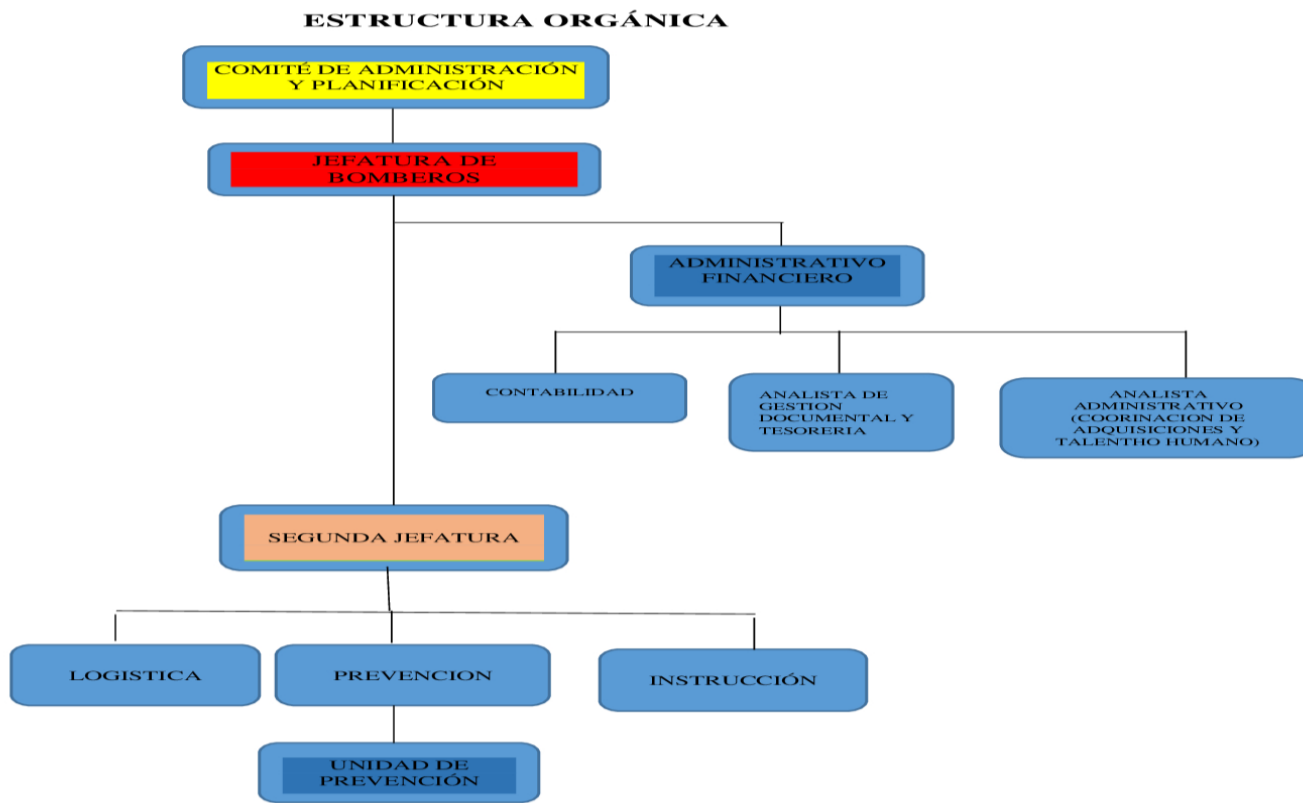 ESTRUCTURA ORGÁNICA
COMITÉ DE ADMINISTRACIÓN
Y PLANIFICACIÓN
JEFATURA DE
BOMBEROS
ADMINISTRATIVO
FINANCIERO
CONTABILIDAD
ANALISTA DE
GESTION
DOCUMENTAL Y
TESORERIA
ANALISTA
ADMINISTRATIVO
(COORINACION DE
ADQUISICIONES Y
TALENTHO HUMANO)
SEGUNDA JEFATURA
LOGISTICA
PREVENCION
INSTRUCCIÓN
UNIDAD DE
PREVENCIÓN